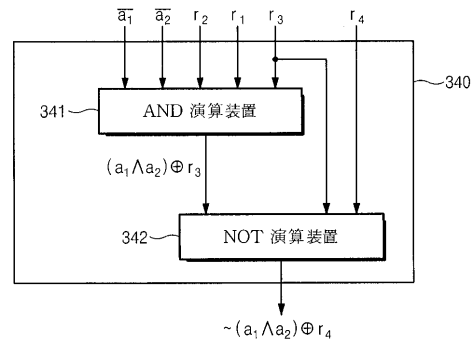 a̅₁ a̅₂ r₂ r₁ r₃ r₄
340
341
AND 演算装置
(a₁∧a₂)⊕r₃
342
NOT 演算装置
~(a₁∧a₂)⊕r₄